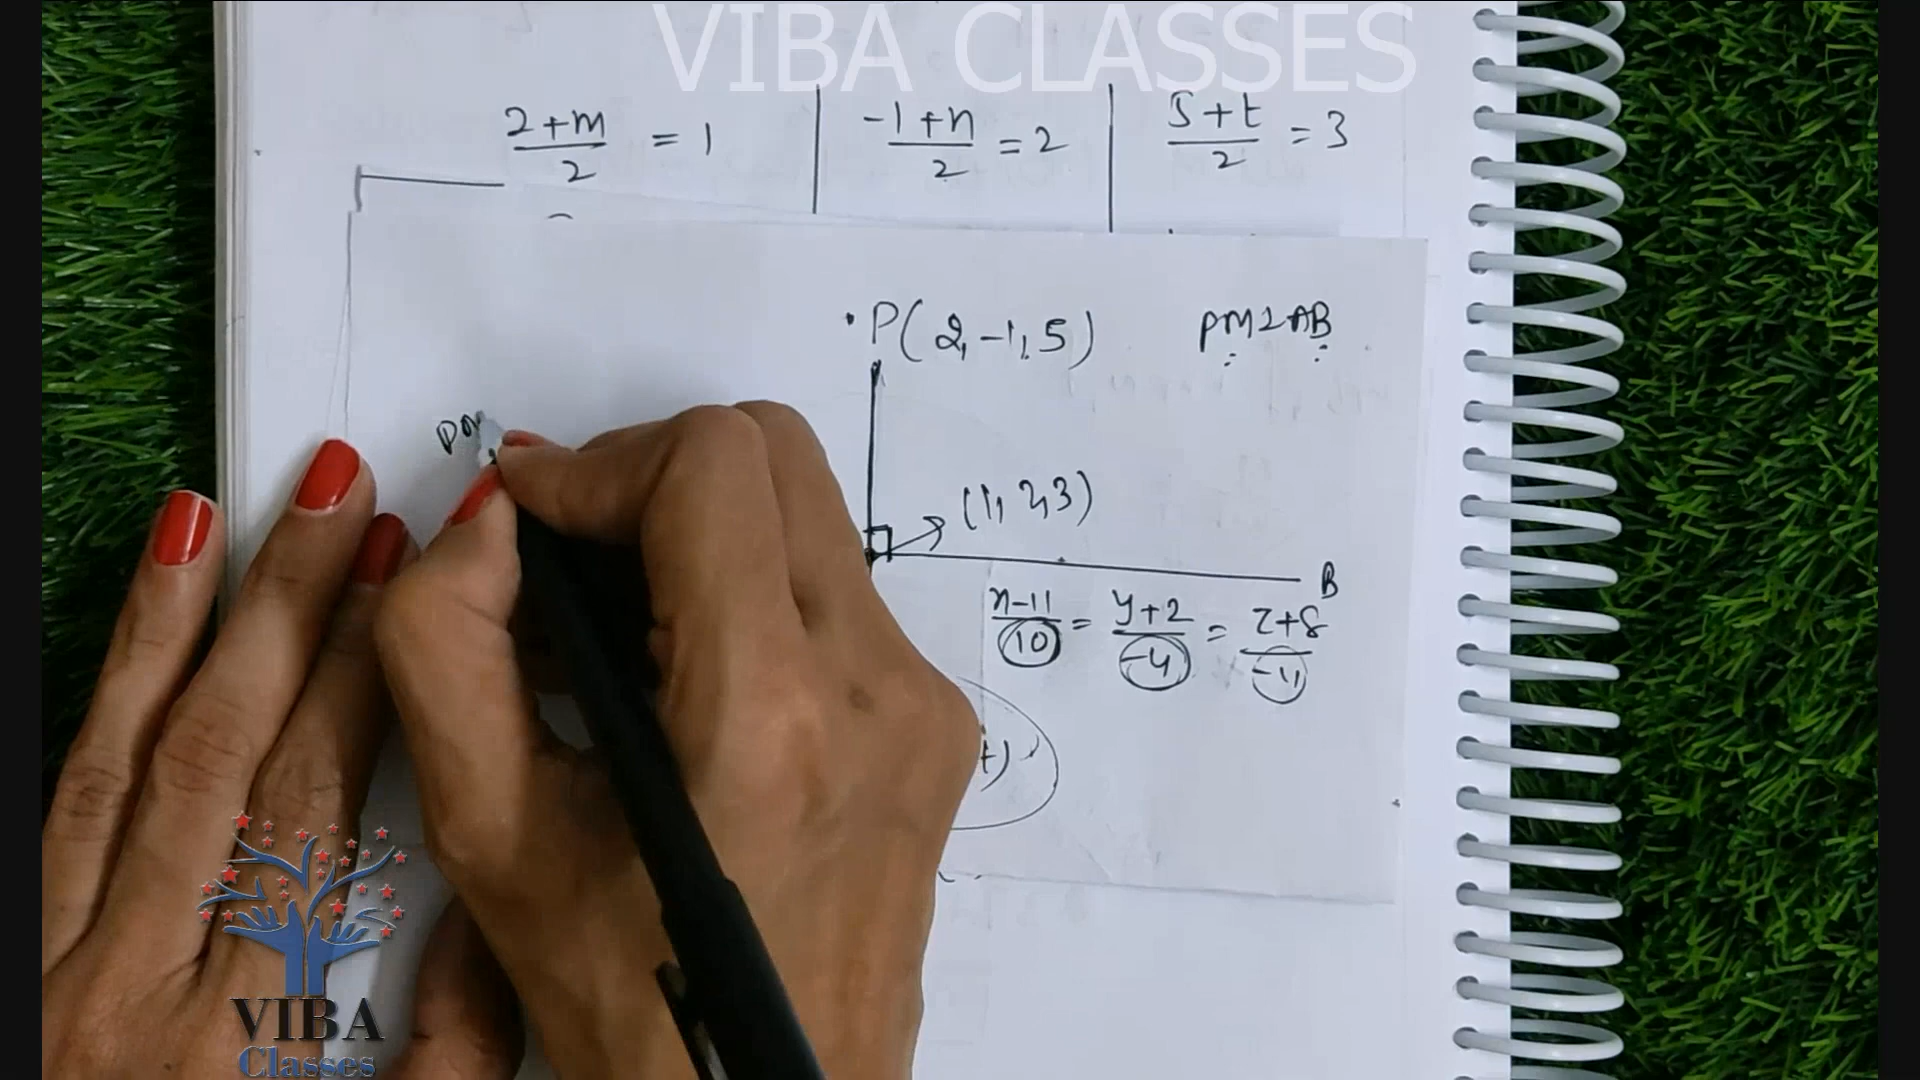 VIBA CLASSES
2+m/2 = 1 | -1+n/2 = 2 | 5+t/2 = 3
P(2,-1,5) PM⊥AB
(1,2,3)
B
x-11/10 = y+2/-4 = z+8/-11
t)
VIBA
Classes